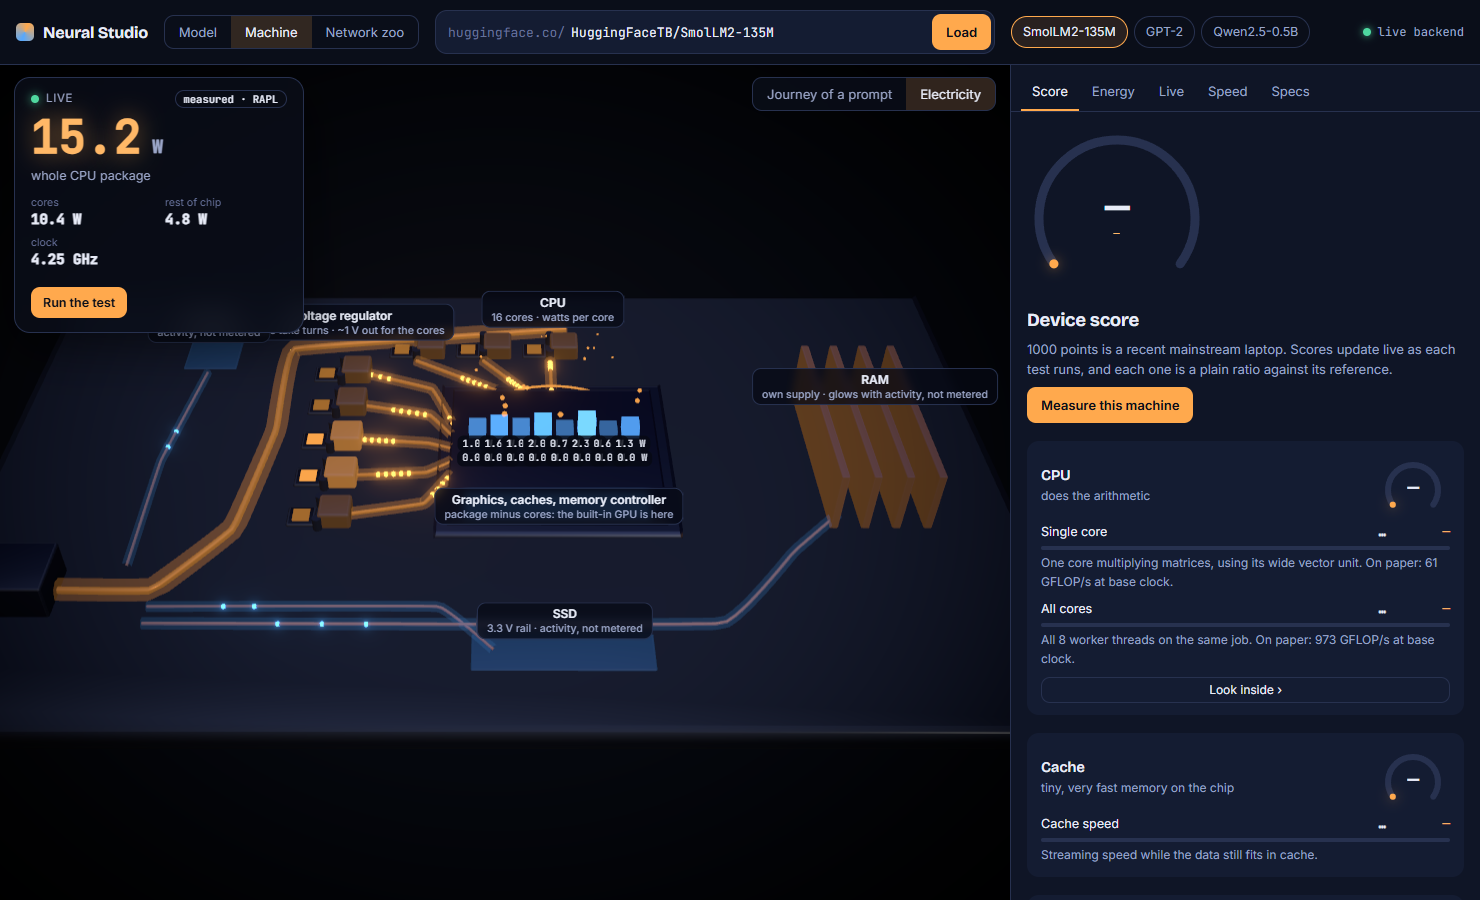 Neural Studio
Model
Machine
Network zoo
huggingface.co/ HuggingFaceTB/SmolLM2-135M
Load
SmolLM2-135M
GPT-2
Qwen2.5-0.5B
live backend
LIVE
measured · RAPL
15.2 W
whole CPU package
cores
10.4 W
rest of chip
4.8 W
clock
4.25 GHz
Run the test
Journey of a prompt
Electricity
activity, not metered
oltage regulator
turns · ~1 V out for the cores
CPU
16 cores · watts per core
RAM
own supply · glows with activity, not metered
1.0 1.6 1.0 2.0 0.7 2.3 0.6 1.3 W
0.0 0.0 0.0 0.0 0.0 0.0 0.0 0.0 W
Graphics, caches, memory controller
package minus cores: the built-in GPU is here
SSD
3.3 V rail · activity, not metered
Score
Energy
Live
Speed
Specs
—
–
Device score
1000 points is a recent mainstream laptop. Scores update live as each
test runs, and each one is a plain ratio against its reference.
Measure this machine
CPU
does the arithmetic
—
Single core
… –
One core multiplying matrices, using its wide vector unit. On paper: 61
GFLOP/s at base clock.
All cores
… –
All 8 worker threads on the same job. On paper: 973 GFLOP/s at base
clock.
Look inside ›
Cache
tiny, very fast memory on the chip
—
Cache speed
… –
Streaming speed while the data still fits in cache.